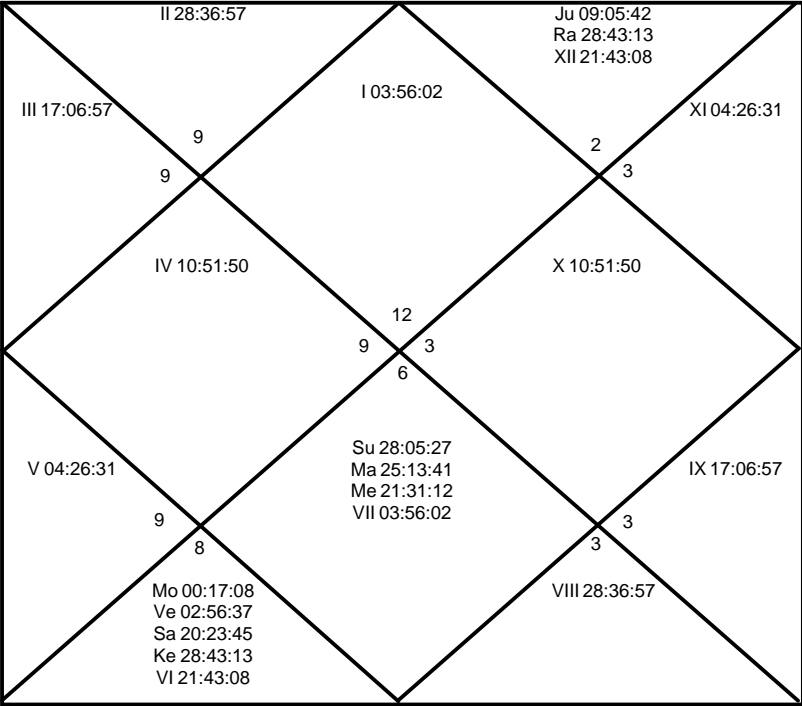 II 28:36:57
Ju 09:05:42
Ra 28:43:13
XII 21:43:08
I 03:56:02
III 17:06:57
XI 04:26:31
9
2
9
3
IV 10:51:50
X 10:51:50
12
9
3
6
Su 28:05:27
Ma 25:13:41
Me 21:31:12
VII 03:56:02
V 04:26:31
IX 17:06:57
9
3
8
3
Mo 00:17:08
Ve 02:56:37
Sa 20:23:45
Ke 28:43:13
VI 21:43:08
VIII 28:36:57